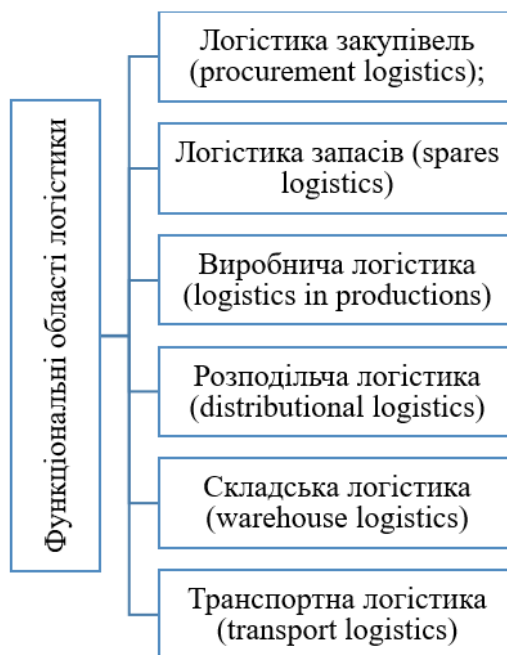 Функціональні області логістики
Логістика закупівель
(procurement logistics);
Логістика запасів (spares
logistics)
Виробнича логістика
(logistics in productions)
Розподільча логістика
(distributional logistics)
Складська логістика
(warehouse logistics)
Транспортна логістика
(transport logistics)